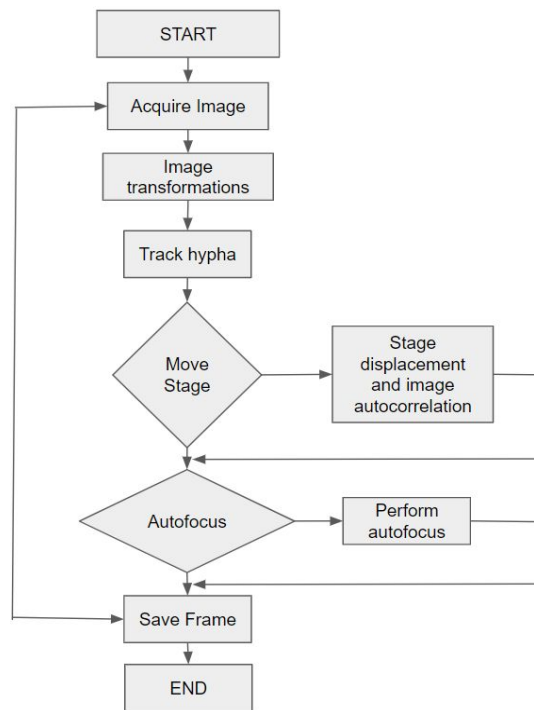 START
Acquire Image
Image
transformations
Track hypha
Move
Stage
Stage
displacement
and image
autocorrelation
Autofocus
Perform
autofocus
Save Frame
END